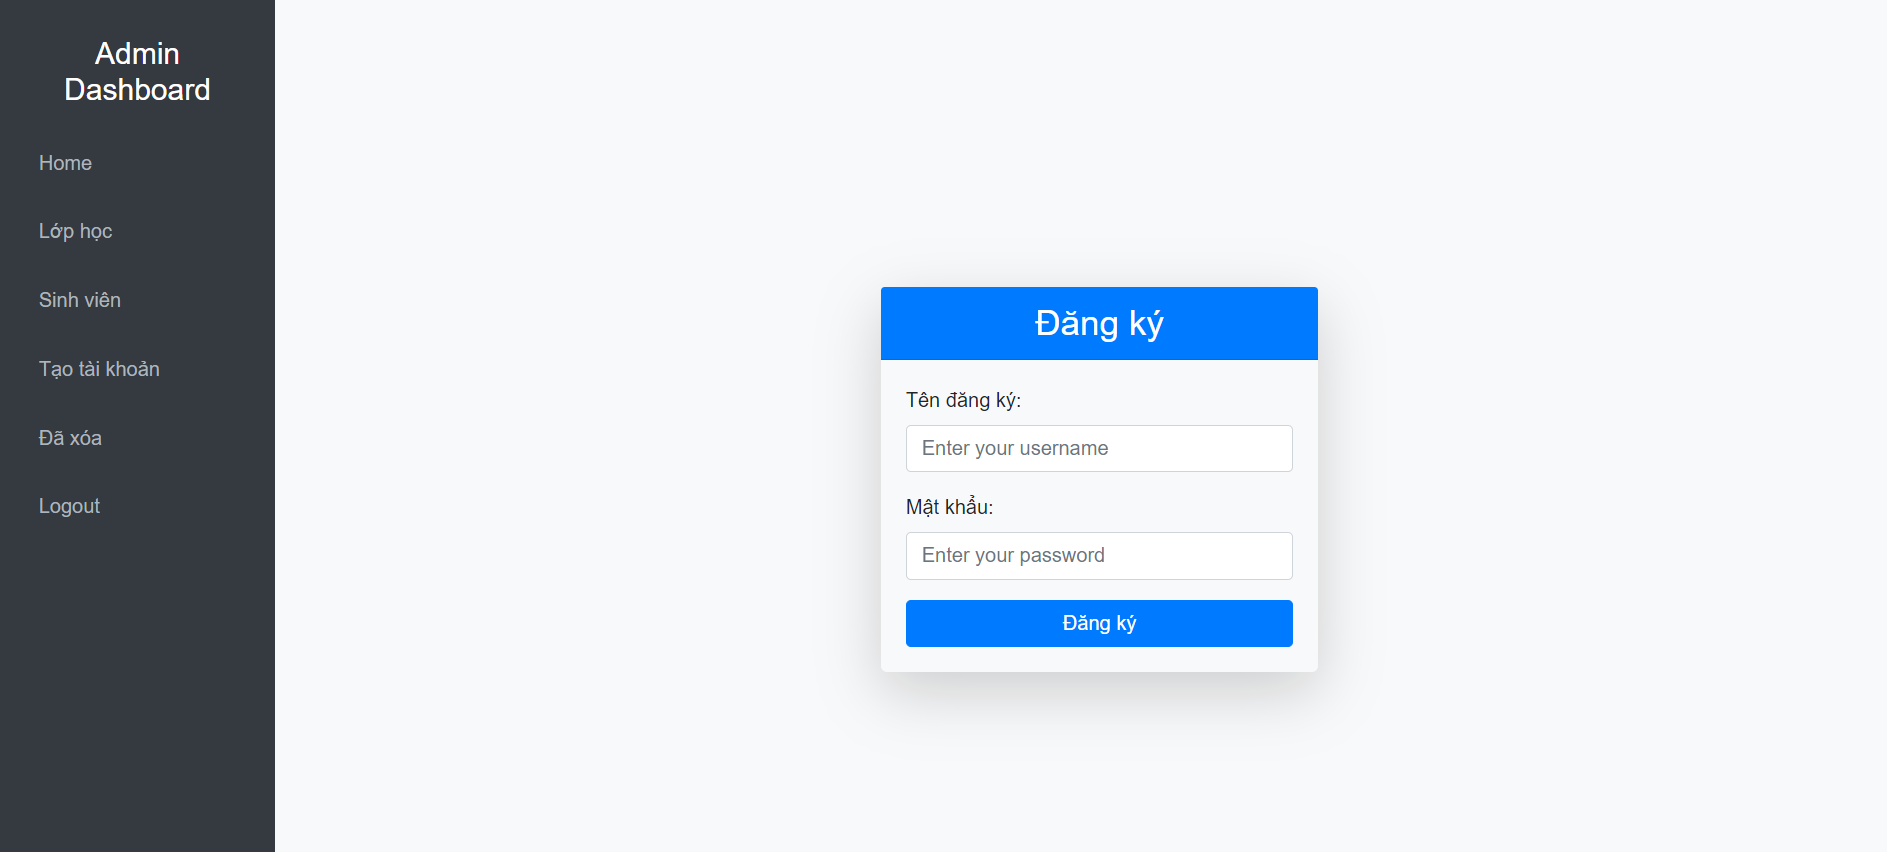 Admin
Dashboard
Home
Lớp học
Sinh viên
Tạo tài khoản
Đã xóa
Logout
Đăng ký
Tên đăng ký:
Enter your username
Mật khẩu:
Enter your password
Đăng ký